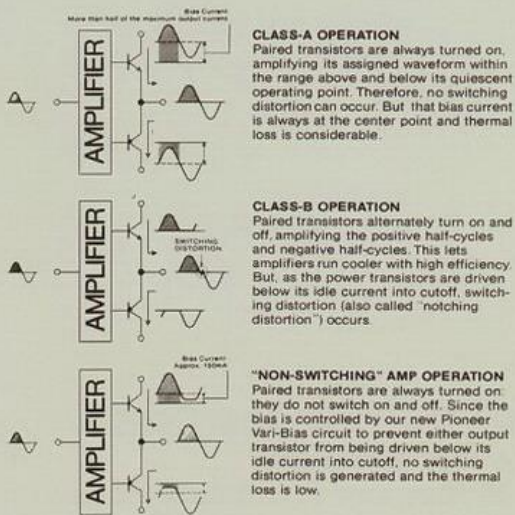 Bias Current
More than half of the maximum output current
AMPLIFIER
CLASS-A OPERATION
Paired transistors are always turned on,
amplifying its assigned waveform within
the range above and below its quiescent
operating point. Therefore, no switching
distortion can occur. But that bias current
is always at the center point and thermal
loss is considerable.
AMPLIFIER
SWITCHING
DISTORTION
CLASS-B OPERATION
Paired transistors alternately turn on and
off, amplifying the positive half-cycles
and negative half-cycles. This lets
amplifiers run cooler with high efficiency.
But, as the power transistors are driven
below its idle current into cutoff, switch-
ing distortion (also called "notching
distortion") occurs.
Bias Current
Approx. 150mA
AMPLIFIER
"NON-SWITCHING" AMP OPERATION
Paired transistors are always turned on:
they do not switch on and off. Since the
bias is controlled by our new Pioneer
Vari-Bias circuit to prevent either output
transistor from being driven below its
idle current into cutoff, no switching
distortion is generated and the thermal
loss is low.